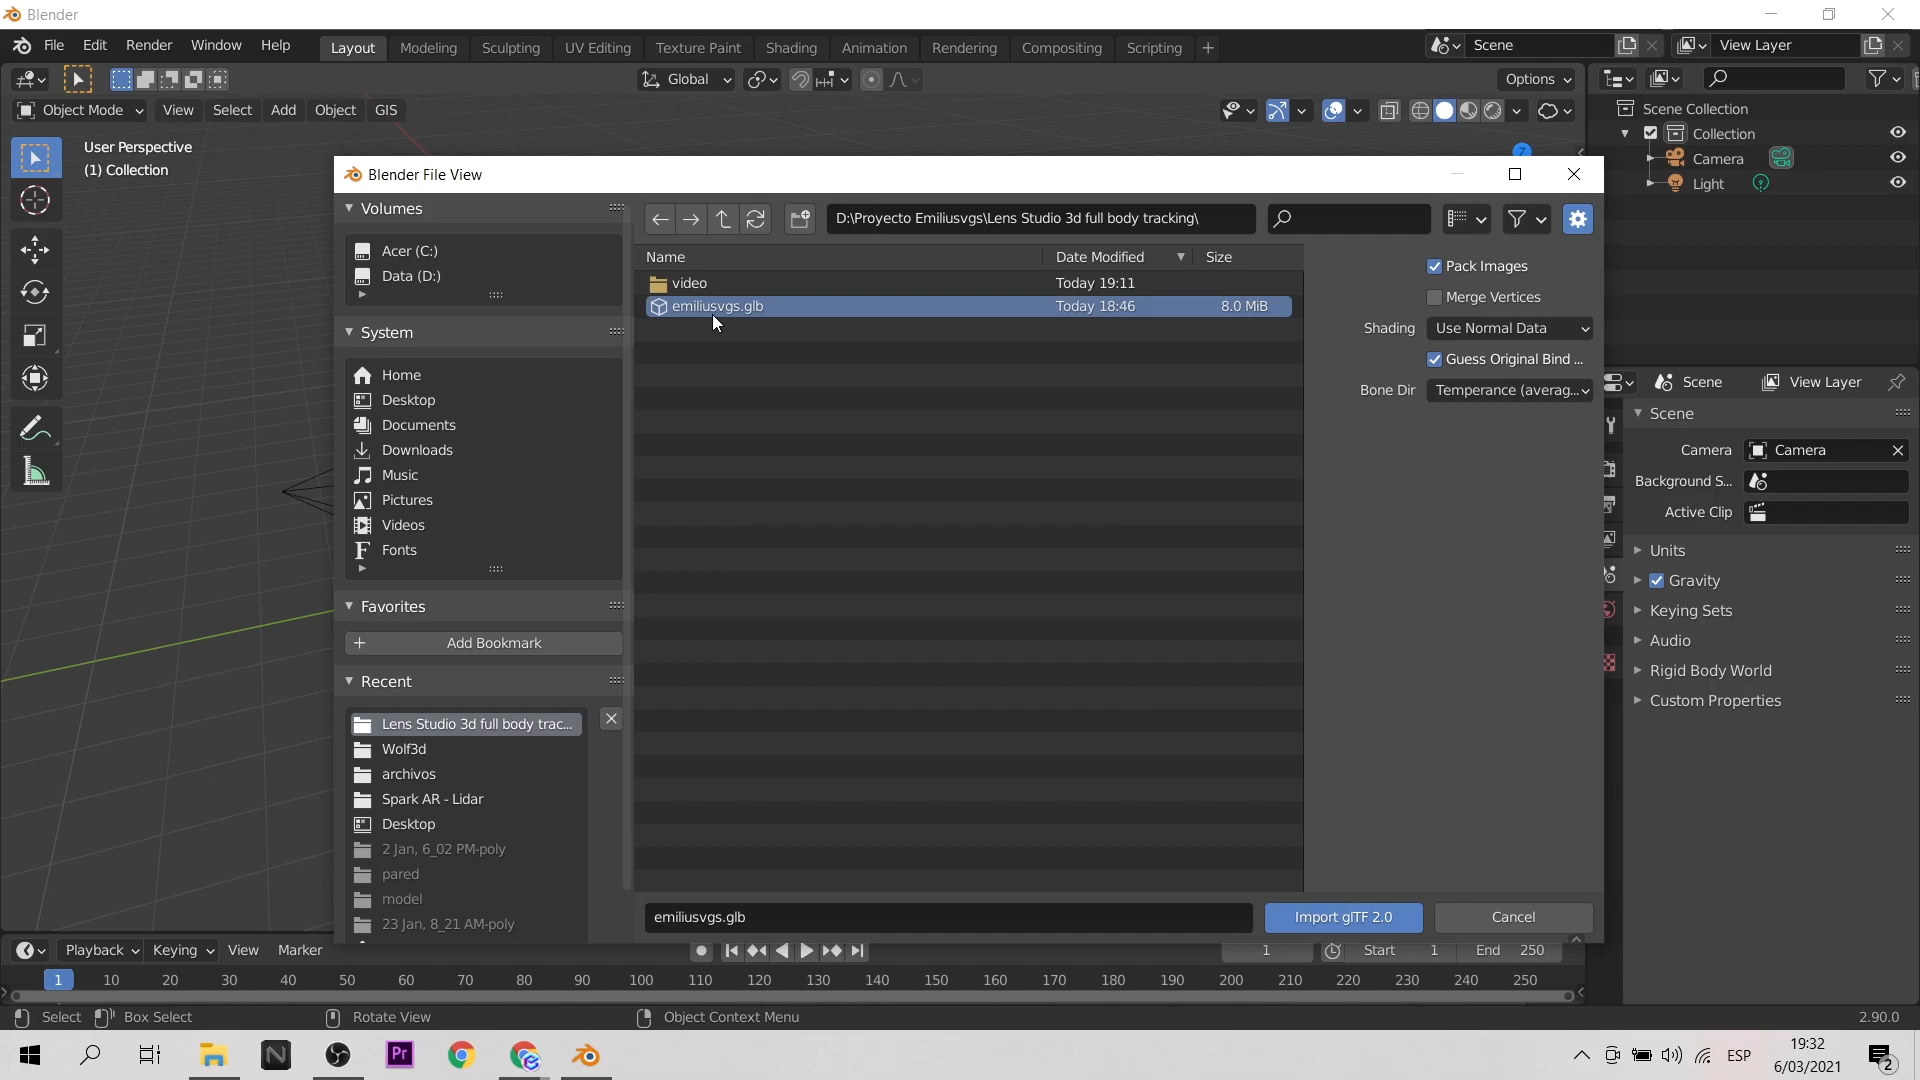 Blender
File Edit Render Window Help Layout Modeling Sculpting UV Editing Texture Paint Shading Animation Rendering Compositing Scripting + Scene View Layer
Global Options
Object Mode View Select Add Object GIS
Scene Collection
Collection
Camera
Light
User Perspective
(1) Collection
Blender File View
Volumes
Acer (C:)
Data (D:)
System
Home
Desktop
Documents
Downloads
Music
Pictures
Videos
Fonts
Favorites
+ Add Bookmark
Recent
Lens Studio 3d full body trac...
Wolf3d
archivos
Spark AR - Lidar
Desktop
2 Jan, 6_02 PM-poly
pared
model
23 Jan, 8_21 AM-poly
D:\Proyecto Emiliusvgs\Lens Studio 3d full body tracking\
Name Date Modified Size
video Today 19:11
emiliusvgs.glb Today 18:46 8.0 MiB
Pack Images
Merge Vertices
Shading Use Normal Data
Guess Original Bind ...
Bone Dir Temperance (averag...
emiliusvgs.glb Import glTF 2.0 Cancel
Scene View Layer
Scene
Camera Camera
Background S...
Active Clip
Units
Gravity
Keying Sets
Audio
Rigid Body World
Custom Properties
Playback Keying View Marker 1 Start 1 End 250
1 10 20 30 40 50 60 70 80 90 100 110 120 130 140 150 160 170 180 190 200 210 220 230 240 250
Select Box Select Rotate View Object Context Menu 2.90.0
Pr ESP 19:32
6/03/2021 2